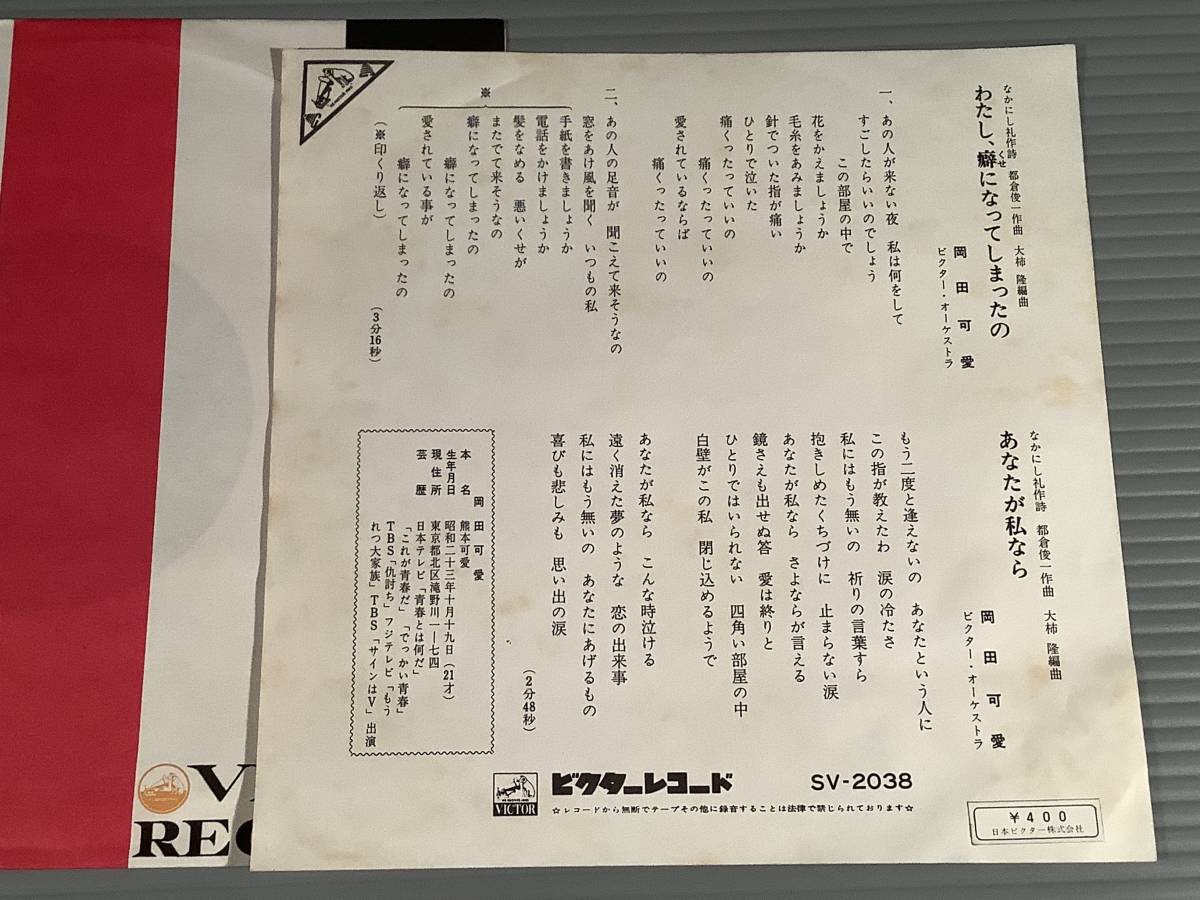 わたし、癖になってしまったの
くせ
なかにし礼作詩 都倉俊一作曲 大柿 隆編曲
岡田可愛
ビクター・オーケストラ
一、あの人が来ない夜 私は何をして
すごしたらいいのでしょう
この部屋の中で
花をかえましょうか
毛糸をあみましょうか
針でついた指が痛い
ひとりで泣いた
痛くったっていいの
痛くったっていいの
愛されているならば
痛くったっていいの
二、あの人の足音が 聞こえて来そうなの
窓をあけ風を聞く いつもの私
手紙を書きましょうか
電話をかけましょうか
髪をなめる 悪いくせが
またでて来そうなの
※
癖になってしまったの
癖になってしまったの
愛されている事が
癖になってしまったの
(※印くり返し)
(3分16秒)
あなたが私なら
なかにし礼作詩 都倉俊一作曲 大柿 隆編曲
岡田可愛
ビクター・オーケストラ
もう二度と逢えないの あなたという人に
この指が教えたわ 涙の冷たさ
私にはもう無いの 祈りの言葉すら
抱きしめたくちづけに 止まらない涙
あなたが私なら さよならが言える
鏡さえも出せぬ答 愛は終りと
ひとりではいられない 四角い部屋の中
白壁がこの私 閉じ込めるようで
あなたが私なら こんな時泣ける
遠く消えた夢のような 恋の出来事
私にはもう無いの あなたにあげるもの
喜びも悲しみも 思い出の涙
(2分48秒)
岡田可愛
本名 熊本可愛
生年月日 昭和二十三年十月十九日(21才)
現住所 東京都北区滝野川一―七四
芸歴 日本テレビ「青春とは何だ」
「これが青春だ」「でっかい青春」
TBS「仇討ち」フジテレビ「もう
れつ大家族」TBS「サインはV」出演
VICTOR
ビクターレコード SV-2038
☆レコードから無断でテープその他に録音することは法律で禁じられております☆
¥400
日本ビクター株式会社
V
REC